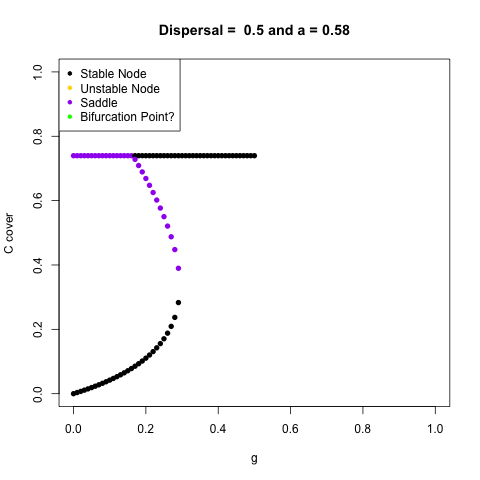 Dispersal =  0.5 and a = 0.58
Stable Node
Unstable Node
Saddle
Bifurcation Point?
C cover
1.0
0.8
0.6
0.4
0.2
0.0
0.0 0.2 0.4 0.6 0.8 1.0
g